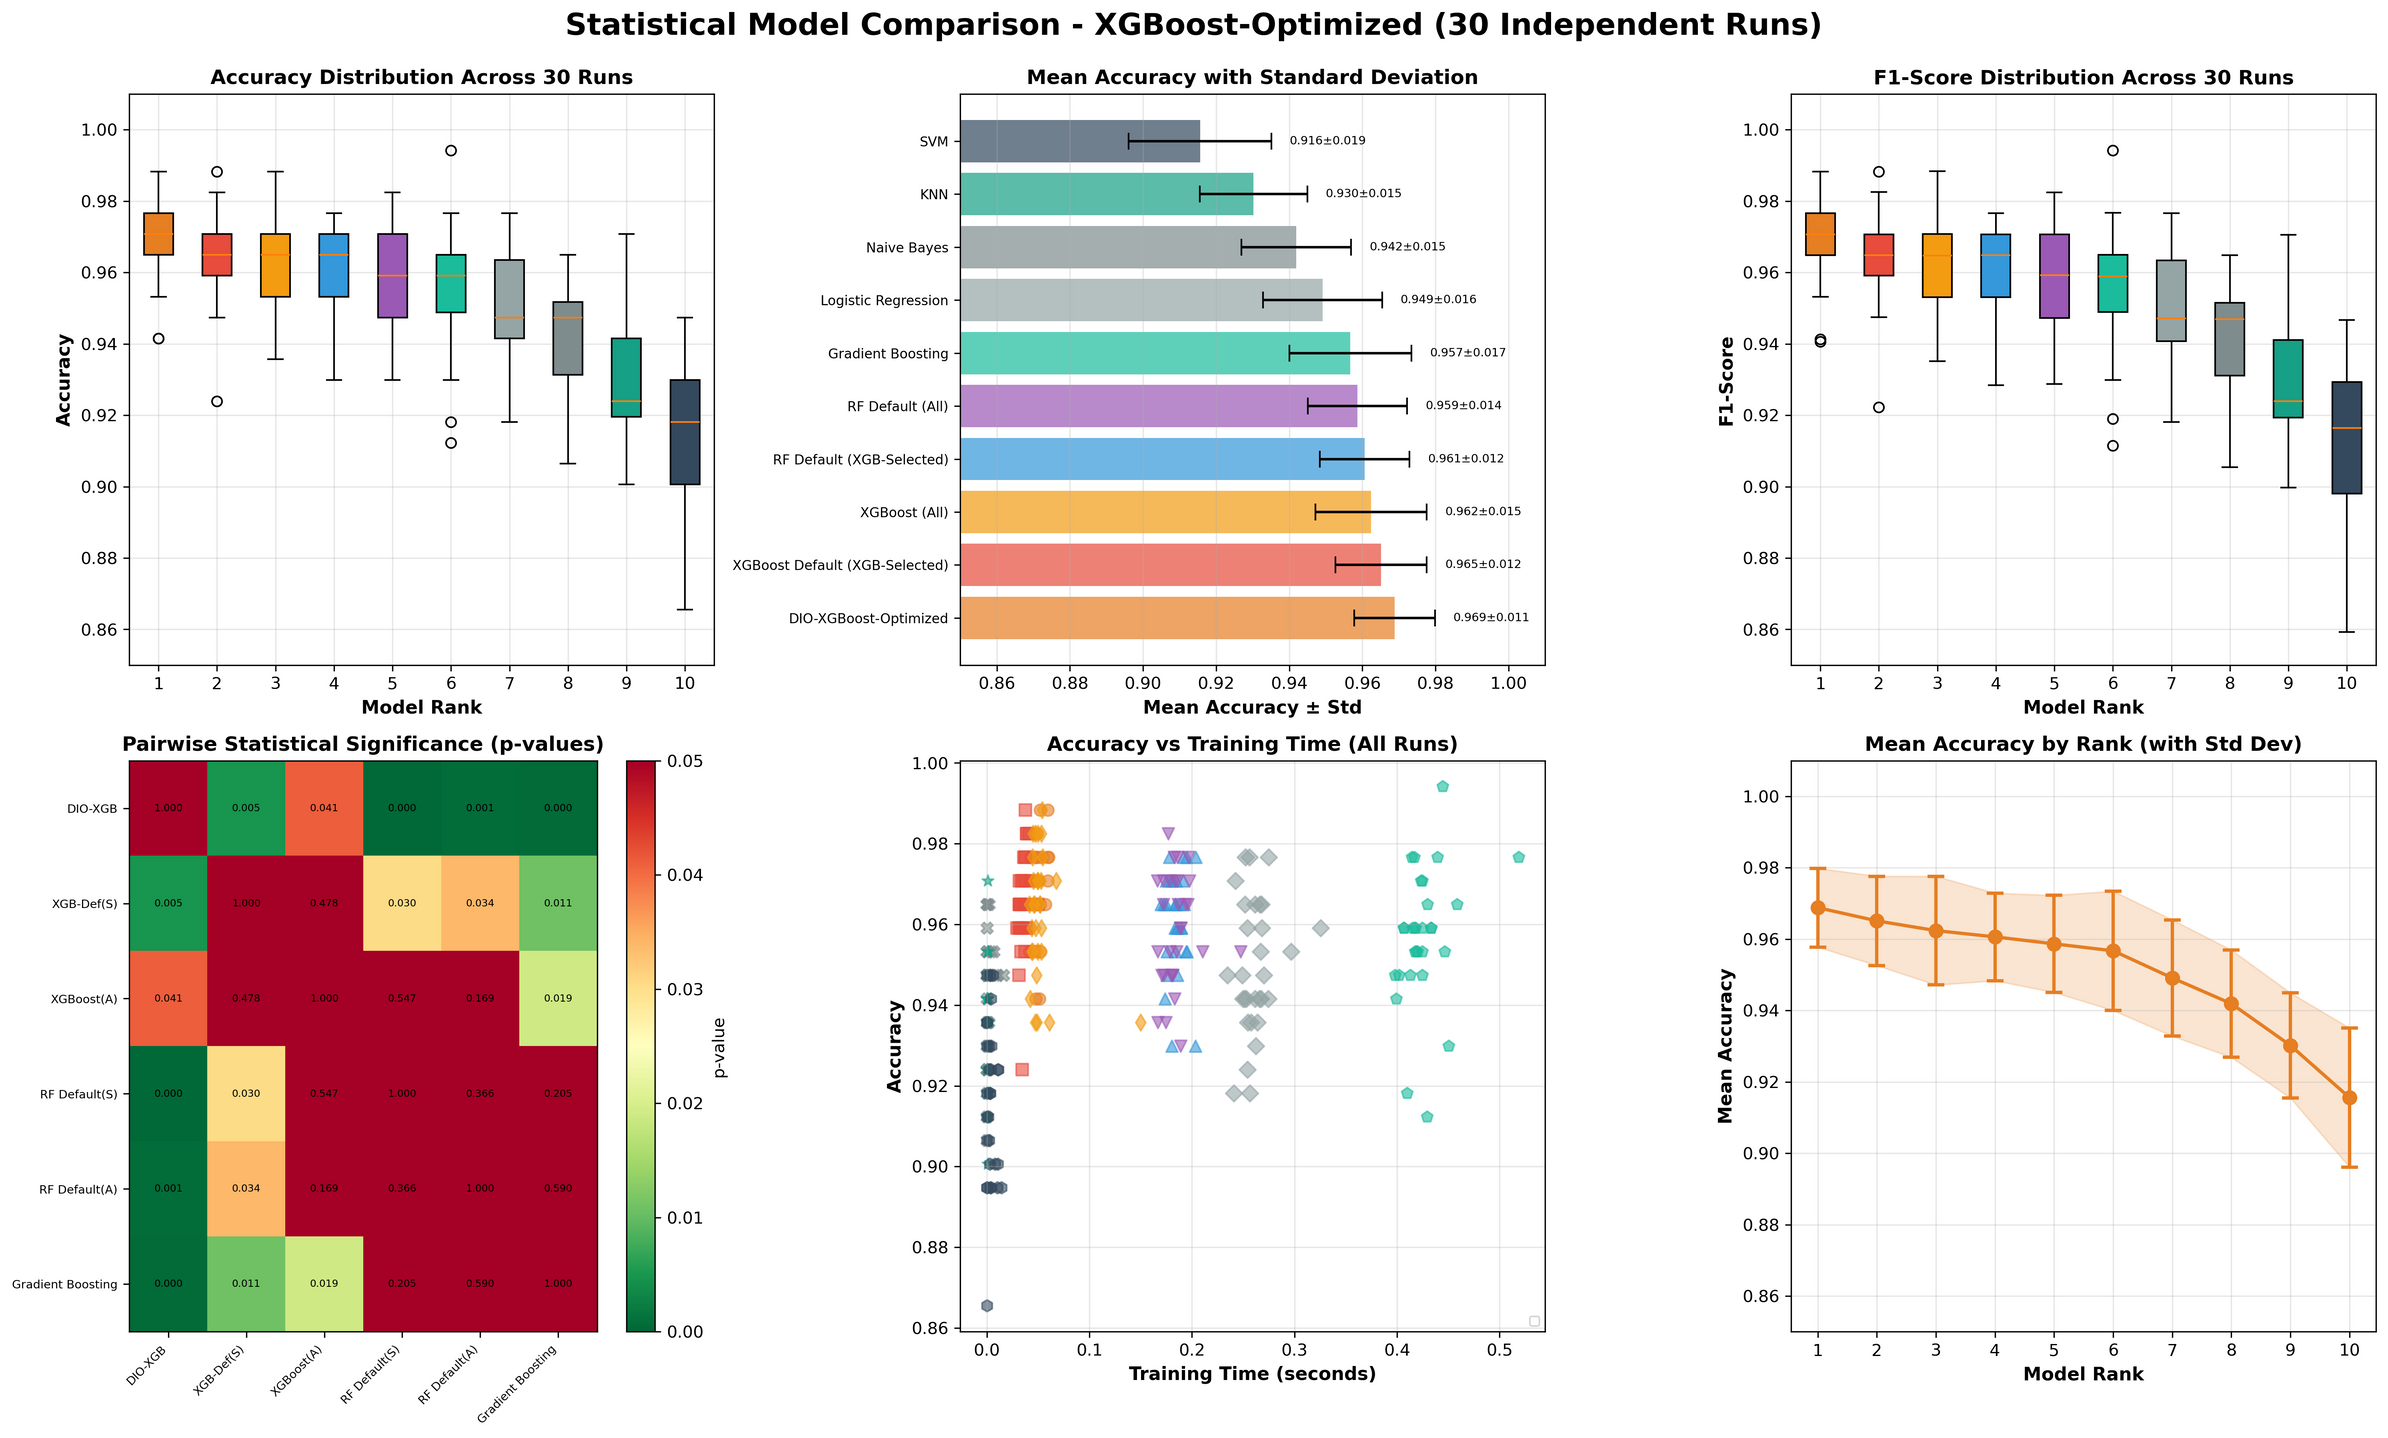 Statistical Model Comparison - XGBoost-Optimized (30 Independent Runs)
Accuracy Distribution Across 30 Runs
Accuracy
1.00
0.98
0.96
0.94
0.92
0.90
0.88
0.86
1 2 3 4 5 6 7 8 9 10
Model Rank
Mean Accuracy with Standard Deviation
SVM 0.916±0.019
KNN 0.930±0.015
Naive Bayes 0.942±0.015
Logistic Regression 0.949±0.016
Gradient Boosting 0.957±0.017
RF Default (All) 0.959±0.014
RF Default (XGB-Selected) 0.961±0.012
XGBoost (All) 0.962±0.015
XGBoost Default (XGB-Selected) 0.965±0.012
DIO-XGBoost-Optimized 0.969±0.011
0.86 0.88 0.90 0.92 0.94 0.96 0.98 1.00
Mean Accuracy ± Std
F1-Score Distribution Across 30 Runs
F1-Score
1.00
0.98
0.96
0.94
0.92
0.90
0.88
0.86
1 2 3 4 5 6 7 8 9 10
Model Rank
Pairwise Statistical Significance (p-values)
DIO-XGB 1.000 0.005 0.041 0.000 0.001 0.000
XGB-Def(S) 0.005 1.000 0.478 0.030 0.034 0.011
XGBoost(A) 0.041 0.478 1.000 0.547 0.169 0.019
RF Default(S) 0.000 0.030 0.547 1.000 0.366 0.205
RF Default(A) 0.001 0.034 0.169 0.366 1.000 0.590
Gradient Boosting 0.000 0.011 0.019 0.205 0.590 1.000
DIO-XGB XGB-Def(S) XGBoost(A) RF Default(S) RF Default(A) Gradient Boosting
0.05
0.04
0.03
0.02
0.01
0.00
p-value
Accuracy vs Training Time (All Runs)
Accuracy
1.00
0.98
0.96
0.94
0.92
0.90
0.88
0.86
0.0 0.1 0.2 0.3 0.4 0.5
Training Time (seconds)
Mean Accuracy by Rank (with Std Dev)
Mean Accuracy
1.00
0.98
0.96
0.94
0.92
0.90
0.88
0.86
1 2 3 4 5 6 7 8 9 10
Model Rank